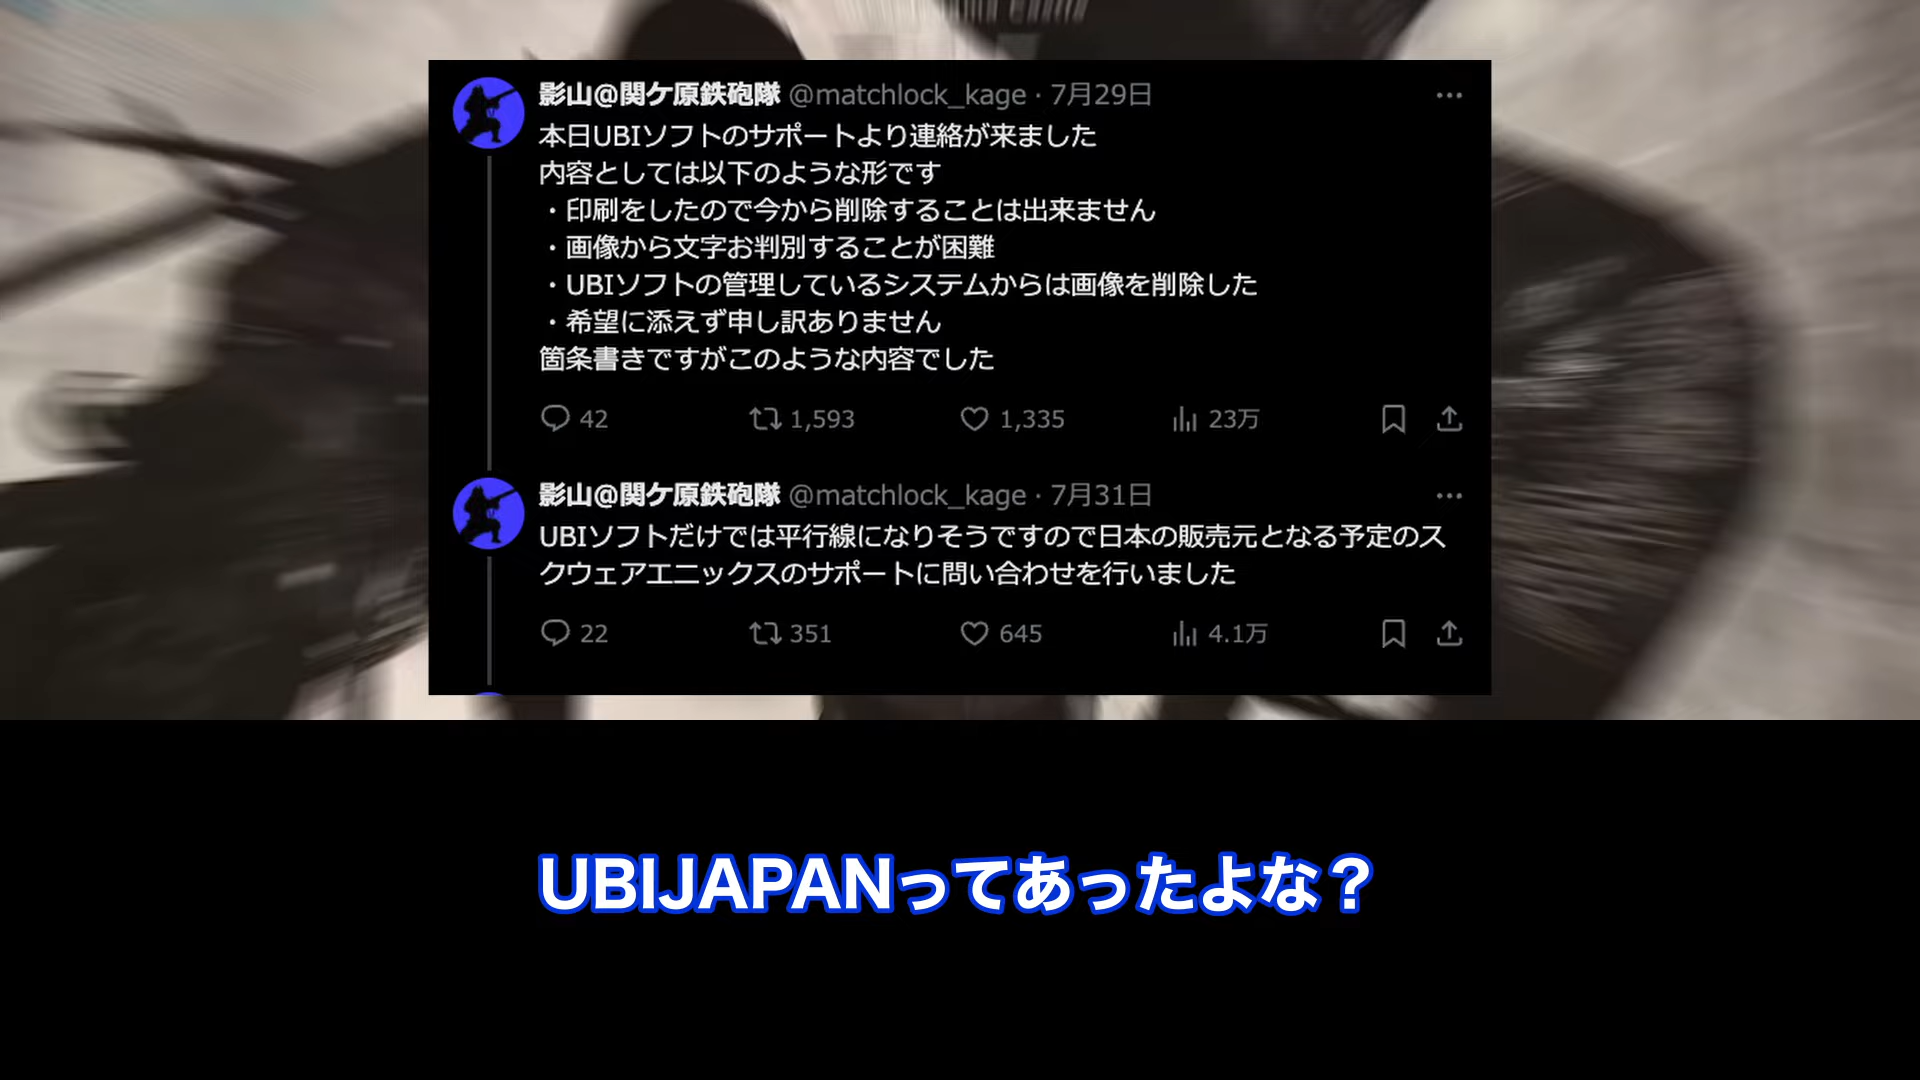 影山@関ケ原鉄砲隊 @matchlock_kage · 7月29日
本日UBIソフトのサポートより連絡が来ました
内容としては以下のような形です
・印刷をしたので今から削除することは出来ません
・画像から文字お判別することが困難
・UBIソフトの管理しているシステムからは画像を削除した
・希望に添えず申し訳ありません
箇条書きですがこのような内容でした
42 1,593 1,335 23万
影山@関ケ原鉄砲隊 @matchlock_kage · 7月31日
UBIソフトだけでは平行線になりそうですので日本の販売元となる予定のス
クウェアエニックスのサポートに問い合わせを行いました
22 351 645 4.1万
UBIJAPANってあったよな？